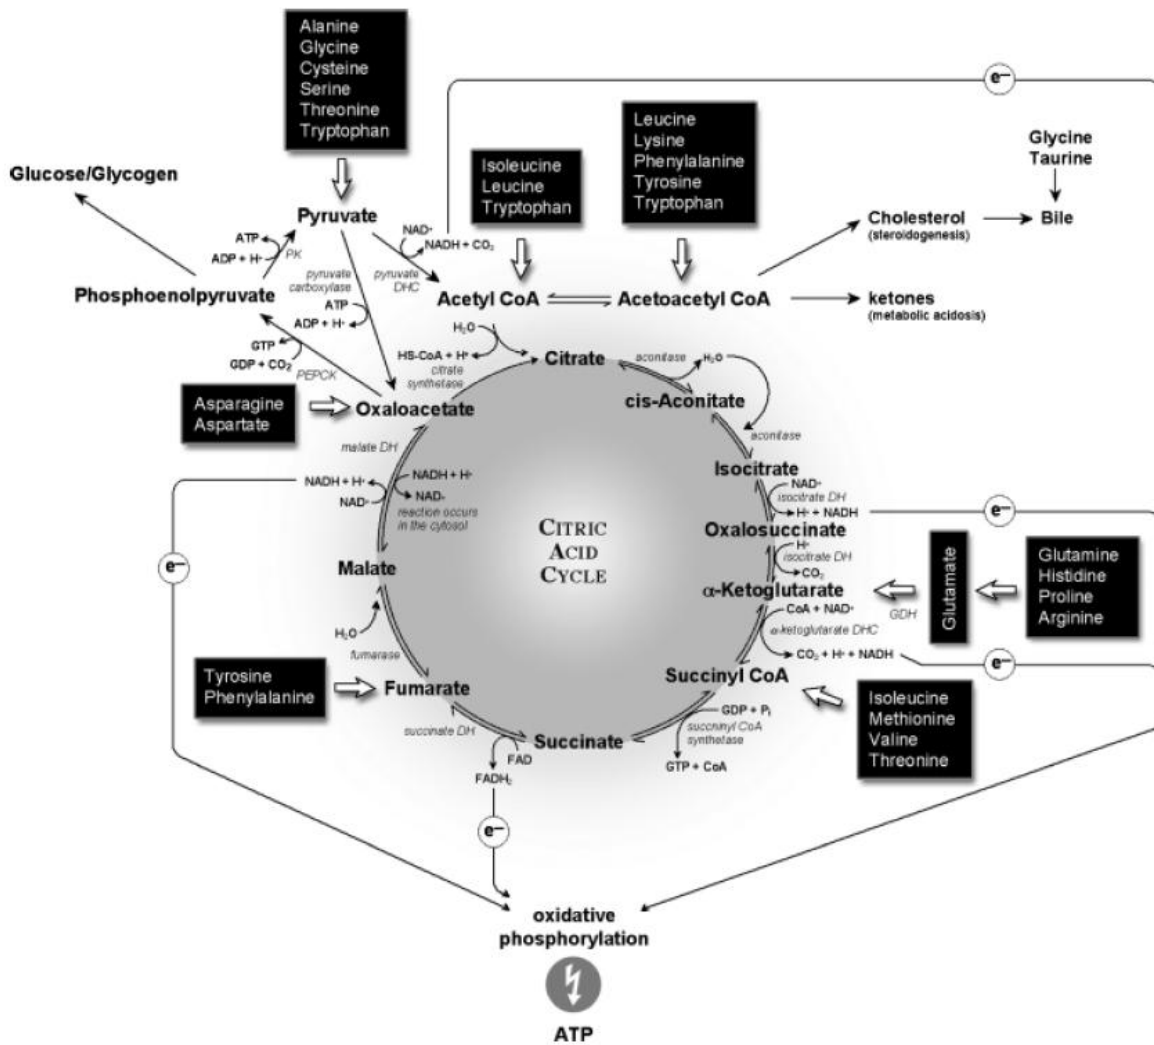 Alanine
Glycine
Cysteine
Serine
Threonine
Tryptophan
e–
Leucine
Lysine
Phenylalanine
Tyrosine
Tryptophan
Isoleucine
Leucine
Tryptophan
Glycine
Taurine
Glucose/Glycogen
Pyruvate
Cholesterol
(steroidogenesis)
Bile
NAD+
NADH + CO2
ATP
ADP + H+
PK
pyruvate
carboxylase
pyruvate
DHC
Phosphoenolpyruvate
Acetyl CoA
Acetoacetyl CoA
ketones
(metabolic acidosis)
ATP
ADP + H+
GTP
GDP + CO2
PEPCK
H2O
HS-CoA + H+
citrate
synthetase
Citrate
aconitase
H2O
Asparagine
Aspartate
Oxaloacetate
cis-Aconitate
aconitase
malate DH
Isocitrate
NADH + H+
NAD+
NADH + H+
NAD+
reaction occurs
in the cytosol
NAD+
isocitrate DH
H+ + NADH
e–
CITRIC
ACID
CYCLE
Oxalosuccinate
H+
isocitrate DH
CO2
e–
Malate
α-Ketoglutarate
GDH
Glutamate
Glutamine
Histidine
Proline
Arginine
H2O
fumarase
CoA + NAD+
α-ketoglutarate DHC
CO2 + H+ + NADH
e–
Tyrosine
Phenylalanine
Fumarate
Succinyl CoA
Isoleucine
Methionine
Valine
Threonine
succinate DH
Succinate
GDP + Pi
succninyl CoA
synthetase
GTP + CoA
FAD
FADH2
e–
oxidative
phosphorylation
ATP